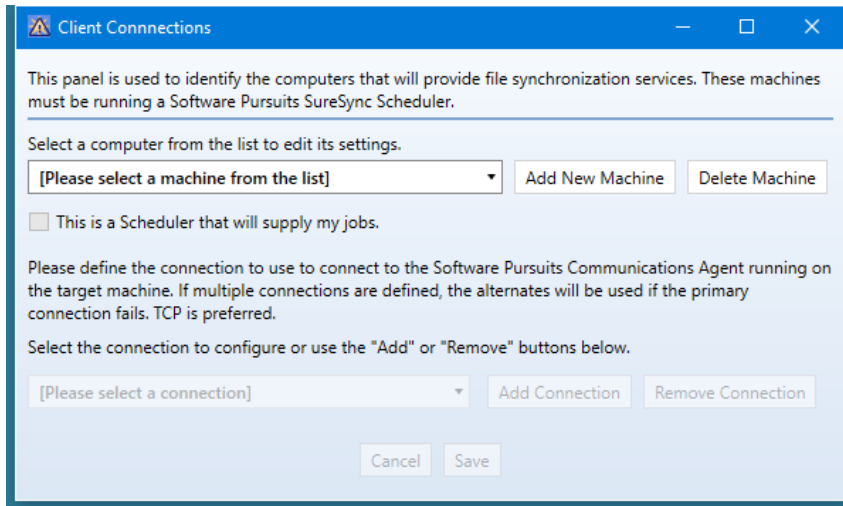 Client Connnections
This panel is used to identify the computers that will provide file synchronization services. These machines
must be running a Software Pursuits SureSync Scheduler.
Select a computer from the list to edit its settings.
[Please select a machine from the list] Add New Machine Delete Machine
This is a Scheduler that will supply my jobs.
Please define the connection to use to connect to the Software Pursuits Communications Agent running on
the target machine. If multiple connections are defined, the alternates will be used if the primary
connection fails. TCP is preferred.
Select the connection to configure or use the "Add" or "Remove" buttons below.
[Please select a connection] Add Connection Remove Connection
Cancel Save